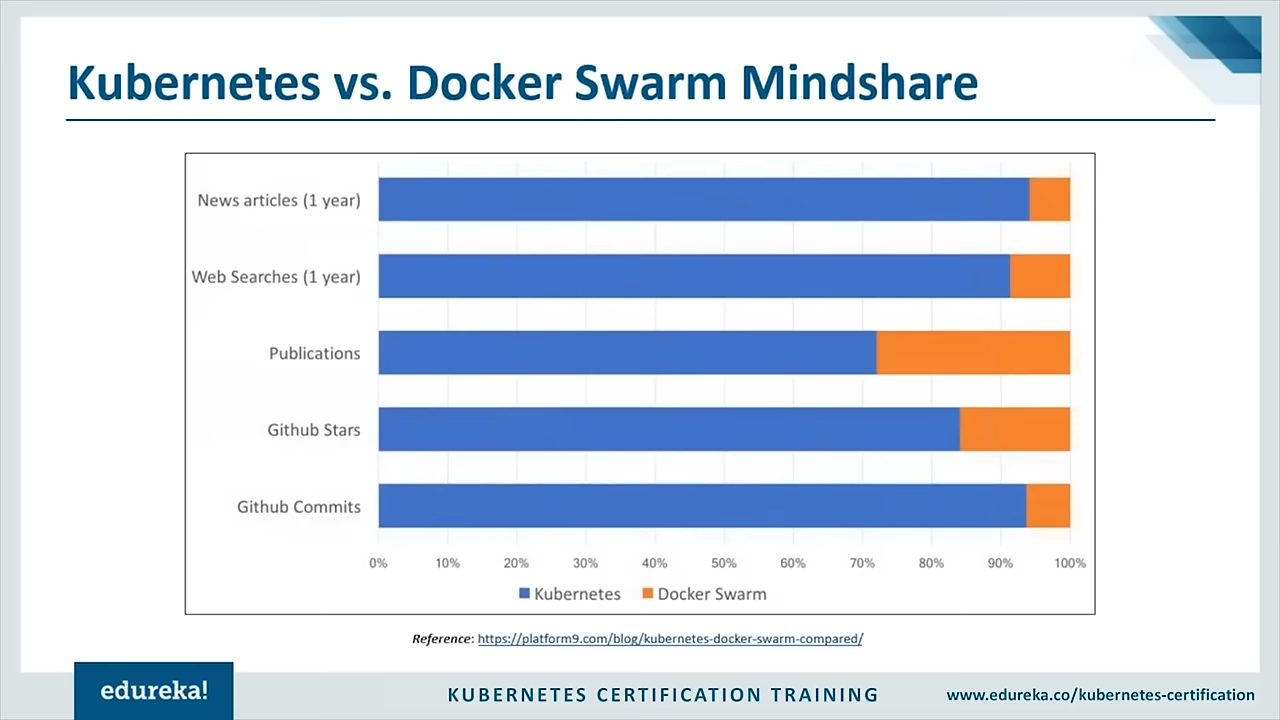 Kubernetes vs. Docker Swarm Mindshare
News articles (1 year)
Web Searches (1 year)
Publications
Github Stars
Github Commits
0% 10% 20% 30% 40% 50% 60% 70% 80% 90% 100%
Kubernetes Docker Swarm
Reference: https://platform9.com/blog/kubernetes-docker-swarm-compared/
edureka!
KUBERNETES CERTIFICATION TRAINING
www.edureka.co/kubernetes-certification